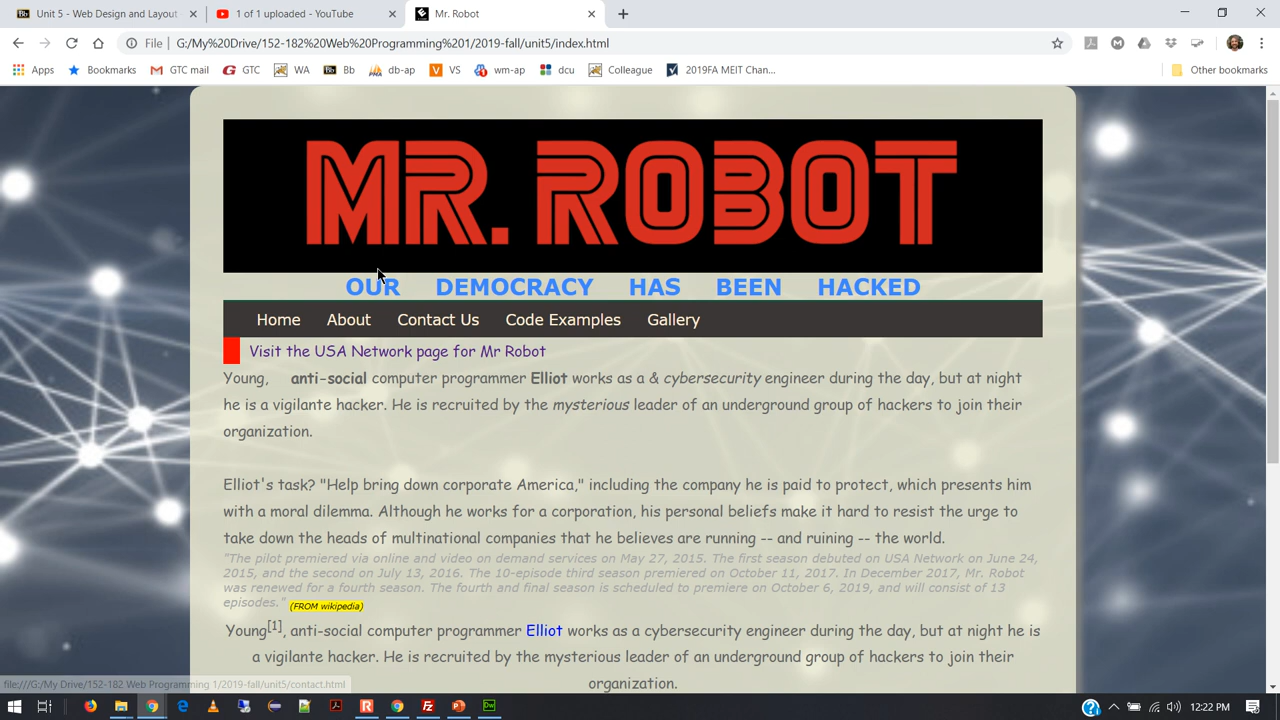 Unit 5 - Web Design and Layout
1 of 1 uploaded - YouTube
Mr. Robot
File G:/My%20Drive/152-182%20Web%20Programming%201/2019-fall/unit5/index.html
Apps Bookmarks GTC mail GTC WA Bb db-ap VS wm-ap dcu Colleague 2019FA MEIT Chan... Other bookmarks
MR. ROBOT
OUR DEMOCRACY HAS BEEN HACKED
Home About Contact Us Code Examples Gallery
Visit the USA Network page for Mr Robot
Young, anti-social computer programmer Elliot works as a & cybersecurity engineer during the day, but at night
he is a vigilante hacker. He is recruited by the mysterious leader of an underground group of hackers to join their
organization.
Elliot's task? "Help bring down corporate America," including the company he is paid to protect, which presents him
with a moral dilemma. Although he works for a corporation, his personal beliefs make it hard to resist the urge to
take down the heads of multinational companies that he believes are running -- and ruining -- the world.
"The pilot premiered via online and video on demand services on May 27, 2015. The first season debuted on USA Network on June 24,
2015, and the second on July 13, 2016. The 10-episode third season premiered on October 11, 2017. In December 2017, Mr. Robot
was renewed for a fourth season. The fourth and final season is scheduled to premiere on October 6, 2019, and will consist of 13
episodes." (FROM wikipedia)
Young[1], anti-social computer programmer Elliot works as a cybersecurity engineer during the day, but at night he is
a vigilante hacker. He is recruited by the mysterious leader of an underground group of hackers to join their
organization.
file:///G:/My Drive/152-182 Web Programming 1/2019-fall/unit5/contact.html
12:22 PM